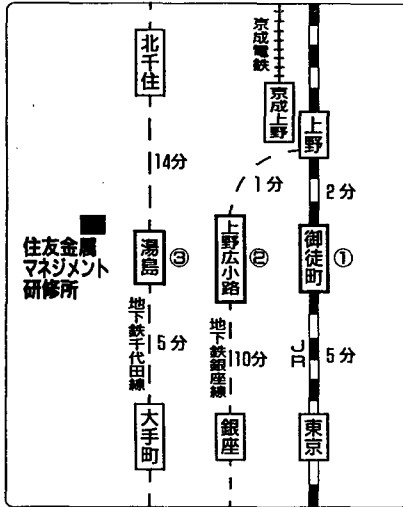 北千住
14分
住友金属
マネジメント
研修所
湯島
③
地下鉄千代田線
5分
大手町
京成電鉄
京成上野
上野
1分
2分
上野広小路
②
御徒町
①
地下鉄銀座線
10分
JR
5分
銀座
東京